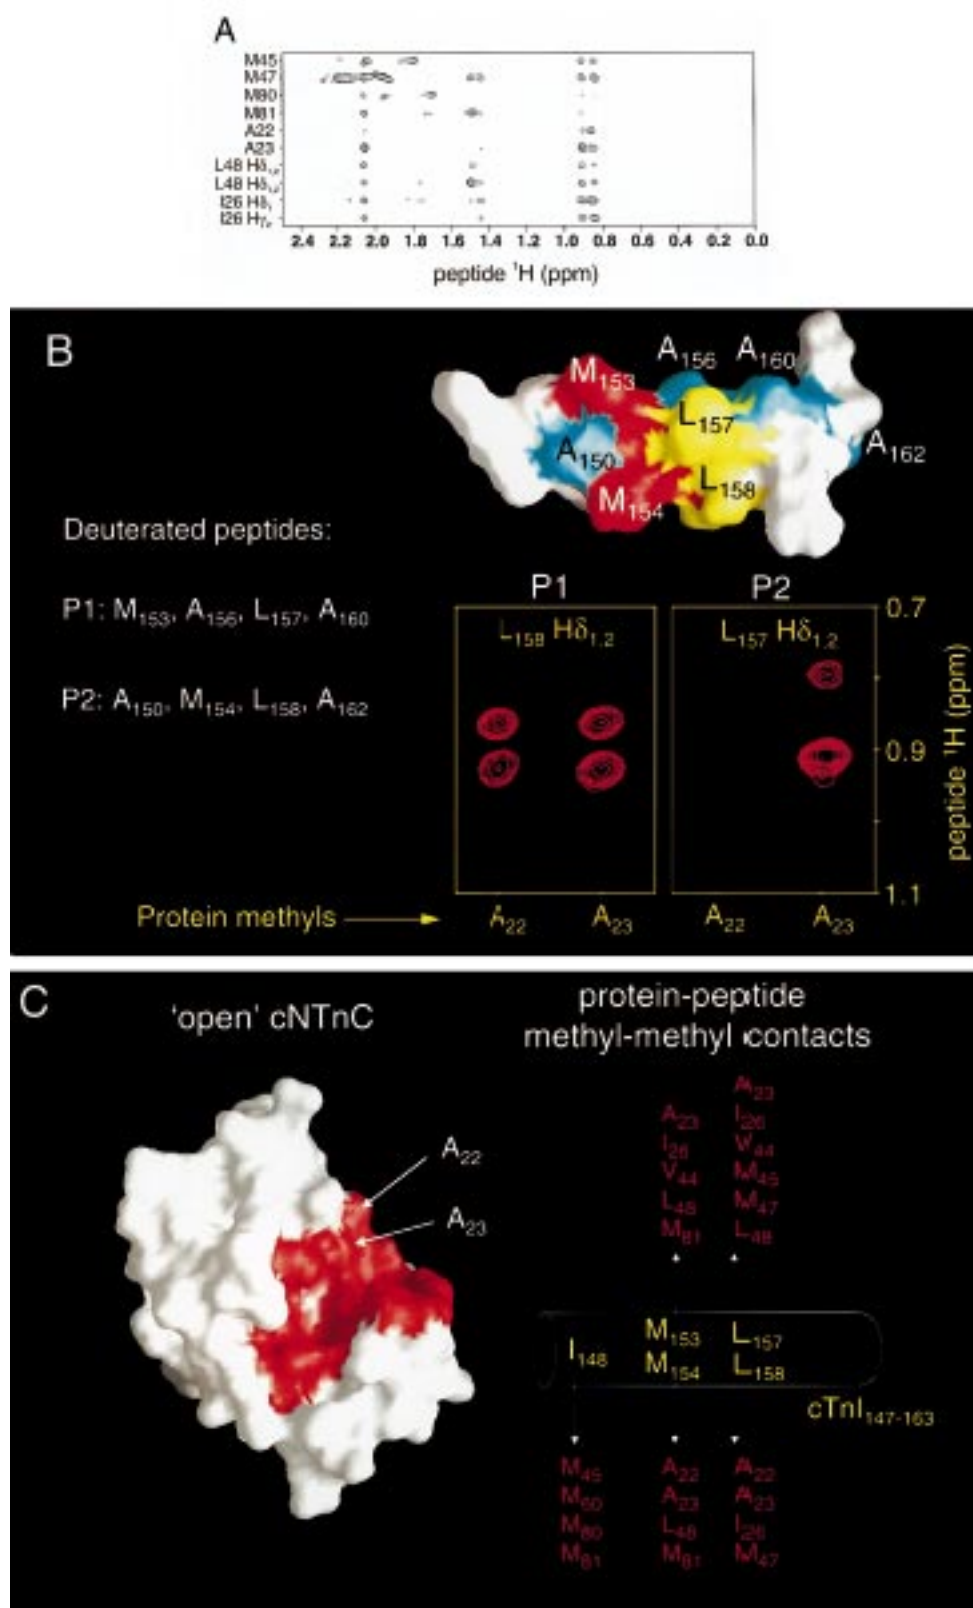 A
M45
M47
M80
M81
A22
A23
L48 Hδ1,2
L48 Hδ1,2
I26 Hδ1
I26 Hγ2
2.4 2.2 2.0 1.8 1.6 1.4 1.2 1.0 0.8 0.6 0.4 0.2 0.0
peptide ¹H (ppm)
B
M153
A156
A160
L157
A150
A162
M154
L158
Deuterated peptides:
P1: M153, A156, L157, A160
P2: A150, M154, L158, A162
P1
P2
L158 Hδ1,2
L157 Hδ1,2
0.7
0.9
1.1
peptide ¹H (ppm)
Protein methyls
A22
A23
A22
A23
C
'open' cNTnC
A22
A23
protein-peptide
methyl-methyl contacts
A23
I26
V44
L48
M81
A23
I26
V44
M45
M47
L48
I148
M153
M154
L157
L158
cTnI147-163
M45
M60
M80
M81
A22
A23
L48
M81
A22
A23
I26
M47